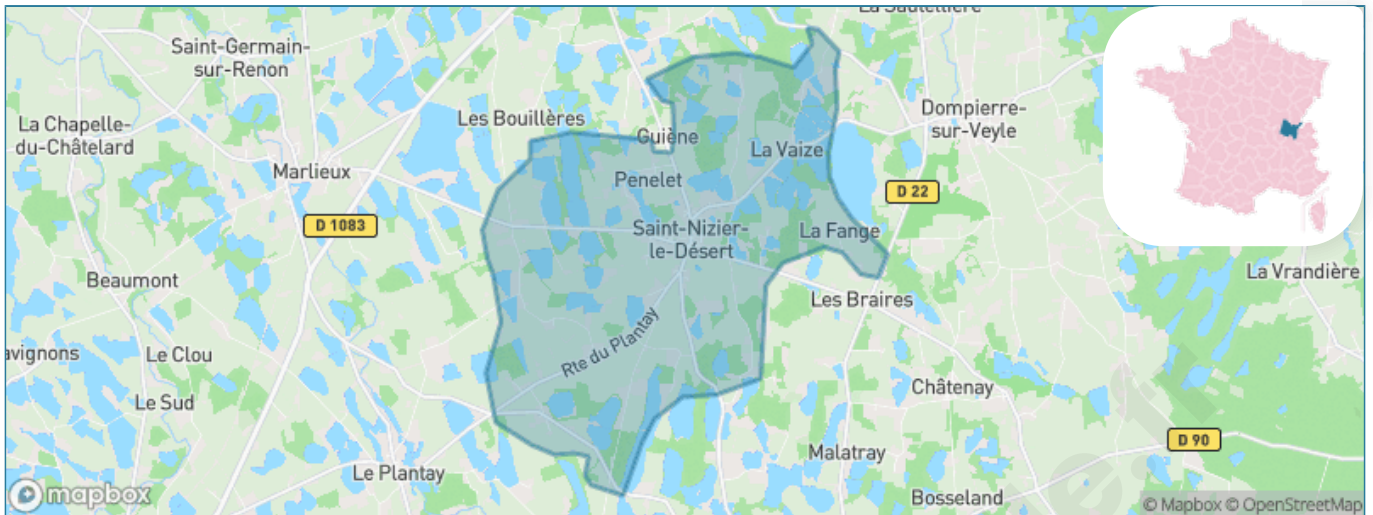 La Sautellière
Saint-Germain-
sur-Renon
Les Bouillères
Dompierre-
sur-Veyle
La Chapelle-
du-Châtelard
Guiène
La Vaize
Marlieux
Penelet
D 22
D 1083
Saint-Nizier-
le-Désert
La Fange
La Vrandière
Beaumont
Les Braires
avignons
Le Clou
Rte du Plantay
Châtenay
Le Sud
D 90
Malatray
Le Plantay
Bosseland
mapbox
© Mapbox © OpenStreetMap